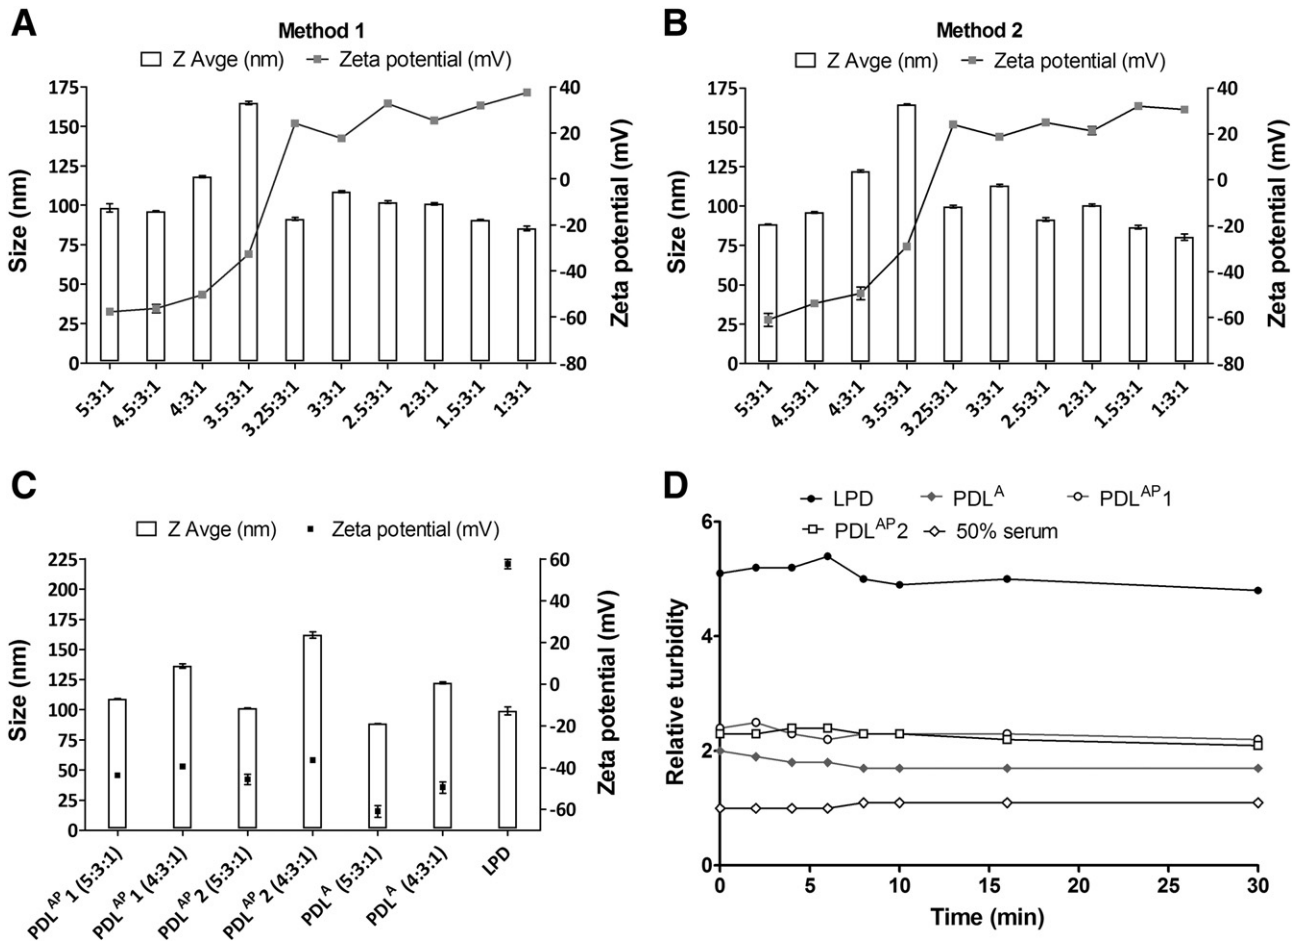 A
Method 1
Z Avge (nm) Zeta potential (mV)
Size (nm)
175
150
125
100
75
50
25
0
40
20
0
-20
-40
-60
-80
Zeta potential (mV)
5:3:1
4.5:3:1
4:3:1
3.5:3:1
3.25:3:1
3:3:1
2.5:3:1
2:3:1
1.5:3:1
1:3:1
B
Method 2
Z Avge (nm) Zeta potential (mV)
Size (nm)
175
150
125
100
75
50
25
0
40
20
0
-20
-40
-60
-80
Zeta potential (mV)
5:3:1
4.5:3:1
4:3:1
3.5:3:1
3.25:3:1
3:3:1
2.5:3:1
2:3:1
1.5:3:1
1:3:1
C
Z Avge (nm) Zeta potential (mV)
Size (nm)
225
200
175
150
125
100
75
50
25
0
60
40
20
0
-20
-40
-60
Zeta potential (mV)
PDL^AP 1 (5:3:1)
PDL^AP 1 (4:3:1)
PDL^AP 2 (5:3:1)
PDL^AP 2 (4:3:1)
PDL^A (5:3:1)
PDL^A (4:3:1)
LPD
D
LPD PDL^A PDL^AP1
PDL^AP2 50% serum
Relative turbidity
6
4
2
0
0 5 10 15 20 25 30
Time (min)